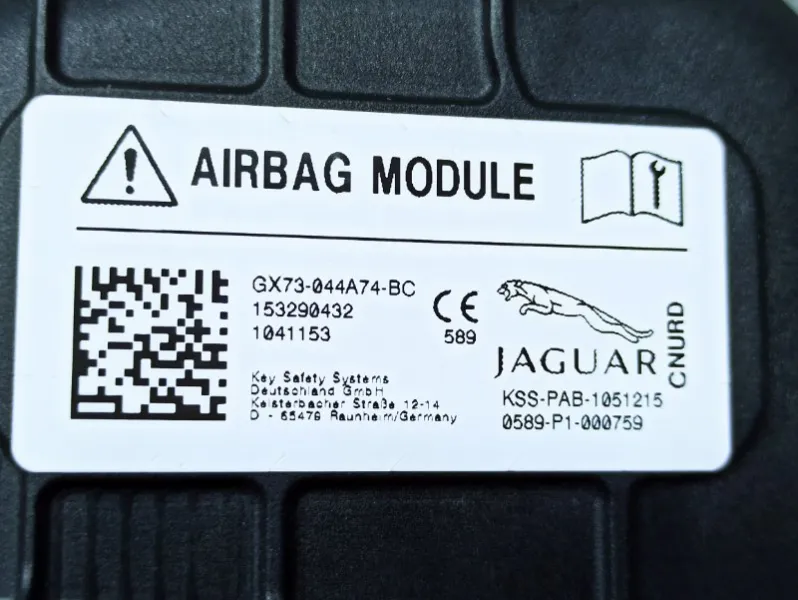 AIRBAG MODULE
GX73-044A74-BC
153290432
1041153
CE
589
JAGUAR
CNURD
Key Safety Systems
Deutschland GmbH
Kelsterbacher Straße 12-14
D - 65479 Raunheim/Germany
KSS-PAB-1051215
0589-P1-000759